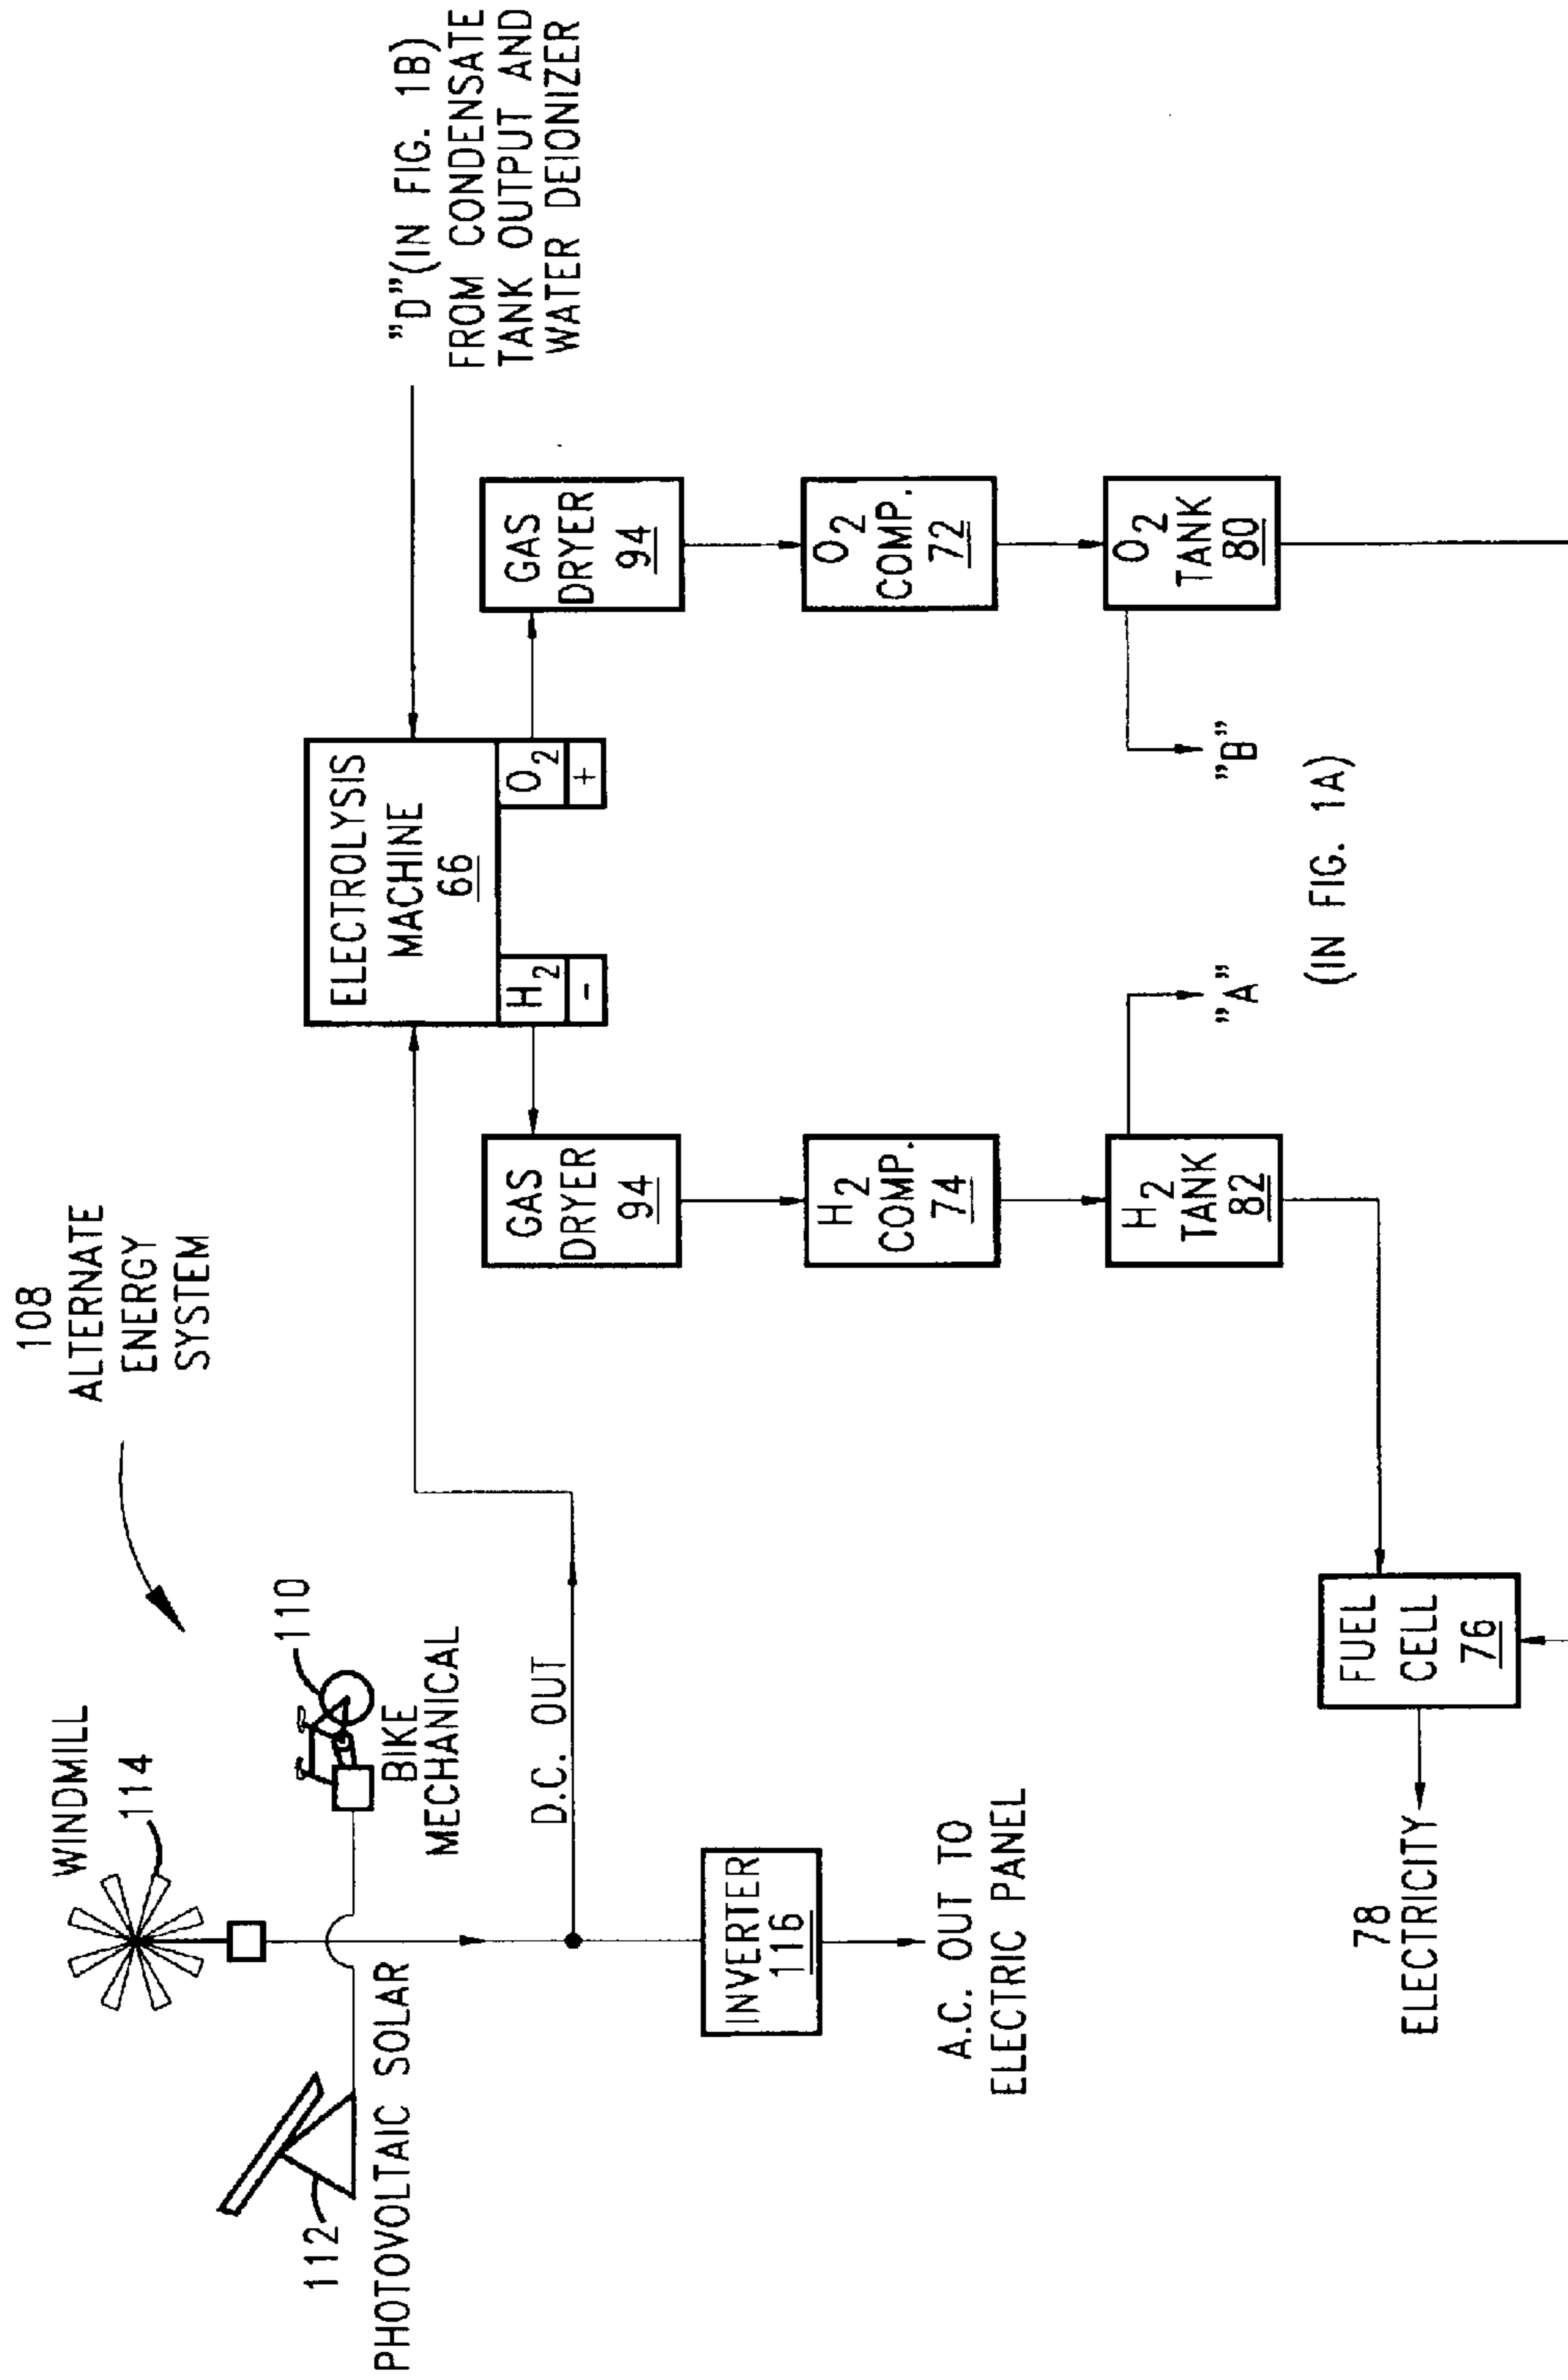 108
ALTERNATE
ENERGY
SYSTEM
WINDMILL
114
110
BIKE
MECHANICAL
112
PHOTOVOLTAIC SOLAR
D.C. OUT
INVERTER
116
A.C. OUT TO
ELECTRIC PANEL
"D"(IN FIG. 1B)
FROM CONDENSATE
TANK OUTPUT AND
WATER DEIONIZER
ELECTROLYSIS
MACHINE
66
H2
-
O2
+
GAS
DRYER
94
GAS
DRYER
94
H2
COMP.
74
O2
COMP.
72
H2
TANK
82
O2
TANK
80
"A"
"B"
(IN FIG. 1A)
FUEL
CELL
76
78
ELECTRICITY